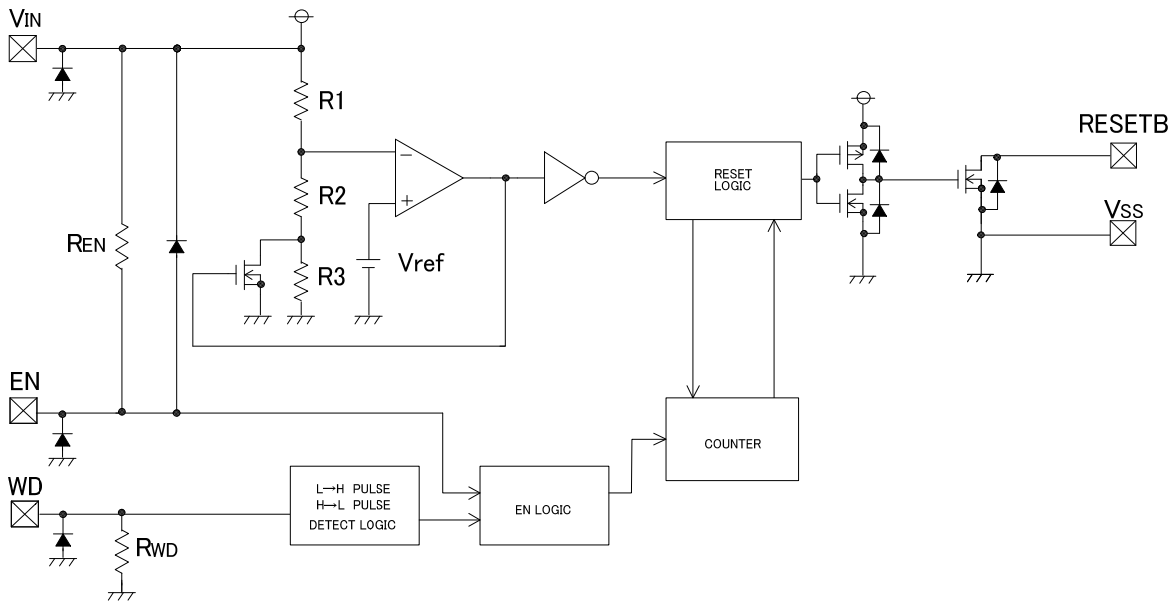 VIN
R1
RESETB
−
RESET
LOGIC
R2
+
VSS
REN
R3
Vref
EN
COUNTER
WD
L→H PULSE
H→L PULSE
DETECT LOGIC
EN LOGIC
RWD